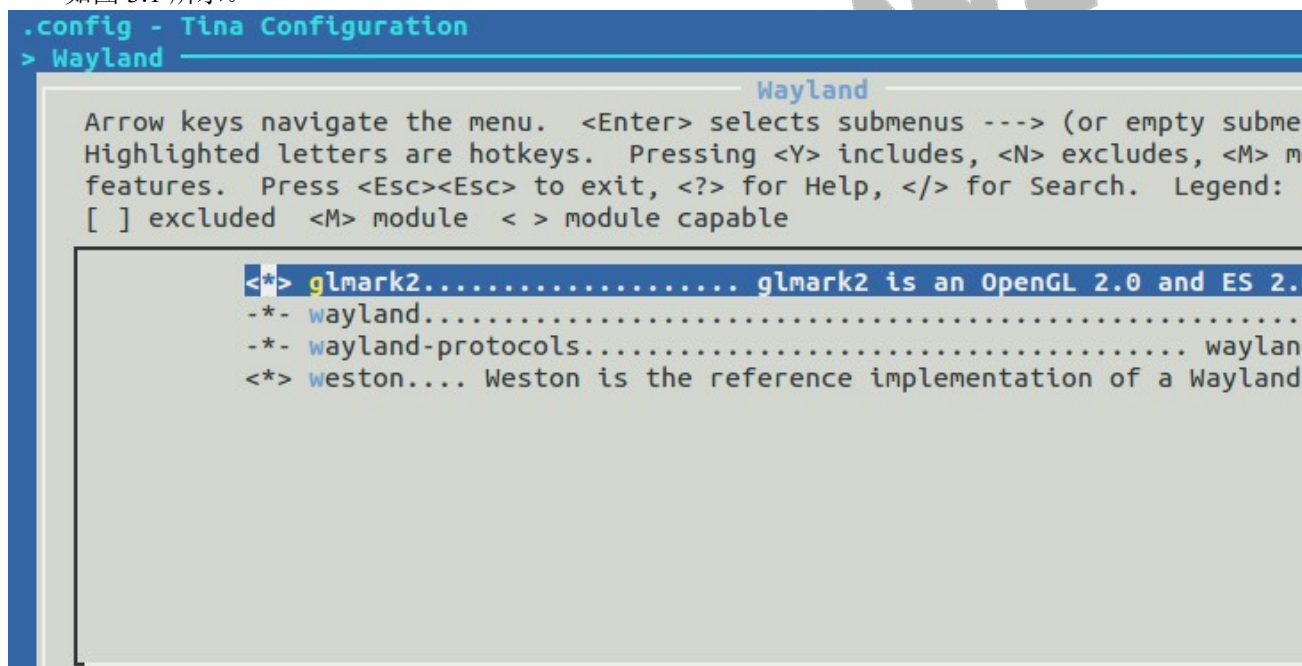 .config - Tina Configuration
> Wayland
Wayland
Arrow keys navigate the menu. <Enter> selects submenus ---> (or empty subme
Highlighted letters are hotkeys. Pressing <Y> includes, <N> excludes, <M> m
features. Press <Esc><Esc> to exit, <?> for Help, </> for Search. Legend:
[ ] excluded <M> module < > module capable
<*> glmark2.................... glmark2 is an OpenGL 2.0 and ES 2.
-*- wayland..............................................................
-*- wayland-protocols...................................... waylan
<*> weston.... Weston is the reference implementation of a Wayland